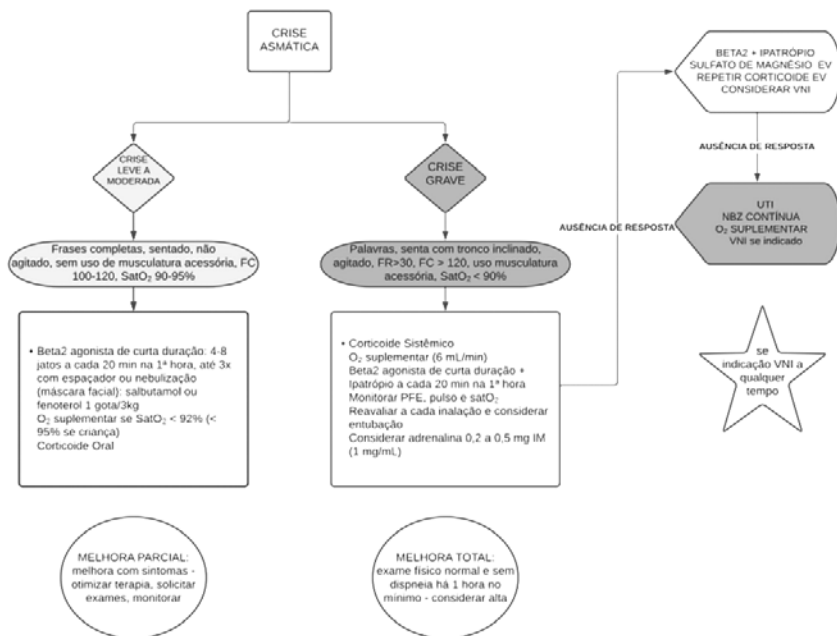 CRISE
ASMÁTICA
BETA2 + IPATRÓPIO
SULFATO DE MAGNÉSIO EV
REPETIR CORTICOIDE EV
CONSIDERAR VNI
AUSÊNCIA DE RESPOSTA
CRISE
LEVE A
MODERADA
CRISE
GRAVE
UTI
NBZ CONTÍNUA
O₂ SUPLEMENTAR
VNI se indicado
AUSÊNCIA DE RESPOSTA
Frases completas, sentado, não
agitado, sem uso de musculatura acessória, FC
100-120, SatO₂ 90-95%
Palavras, senta com tronco inclinado,
agitado, FR>30, FC > 120, uso musculatura
acessória, SatO₂ < 90%
• Beta2 agonista de curta duração: 4-8
jatos a cada 20 min na 1ª hora, até 3x
com espaçador ou nebulização
(máscara facial): salbutamol ou
fenoterol 1 gota/3kg
O₂ suplementar se SatO₂ < 92% (<
95% se criança)
Corticoide Oral
• Corticoide Sistêmico
O₂ suplementar (6 mL/min)
Beta2 agonista de curta duração +
Ipatrópio a cada 20 min na 1ª hora
Monitorar PFE, pulso e satO₂
Reavaliar a cada inalação e considerar
entubação
Considerar adrenalina 0,2 a 0,5 mg IM
(1 mg/mL)
se
indicação VNI a
qualquer
tempo
MELHORA PARCIAL:
melhora com sintomas -
otimizar terapia, solicitar
exames, monitorar
MELHORA TOTAL:
exame físico normal e sem
dispneia há 1 hora no
mínimo - considerar alta